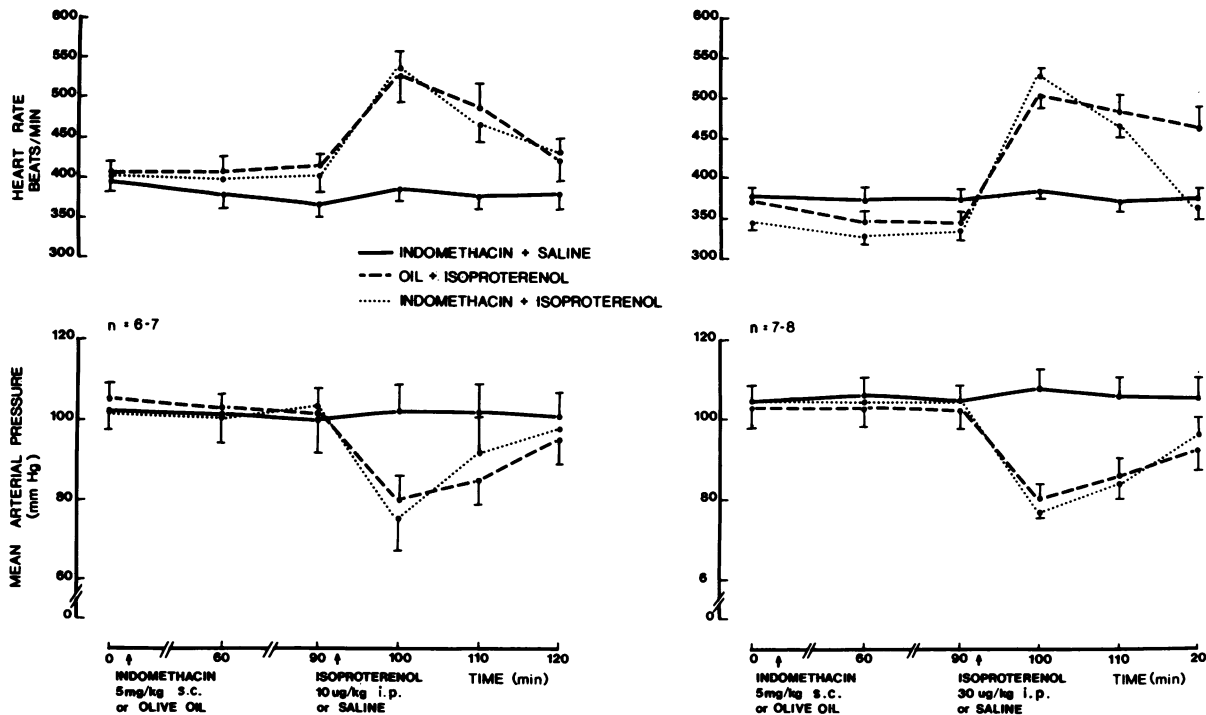 600
550
500
450
400
350
300
HEART RATE
BEATS/MIN
600
550
500
450
400
350
300
INDOMETHACIN + SALINE
OIL + ISOPROTERENOL
INDOMETHACIN + ISOPROTERENOL
n = 6-7
120
100
80
60
0
MEAN ARTERIAL PRESSURE
(mm Hg)
n = 7-8
120
100
80
6
0
0 60 90 100 110 120
INDOMETHACIN
5mg/kg s.c.
or OLIVE OIL
ISOPROTERENOL
10ug/kg i.p.
or SALINE
TIME (min)
0 60 90 100 110 20
INDOMETHACIN
5mg/kg s.c.
or OLIVE OIL
ISOPROTERENOL
30ug/kg i.p.
or SALINE
TIME (min)